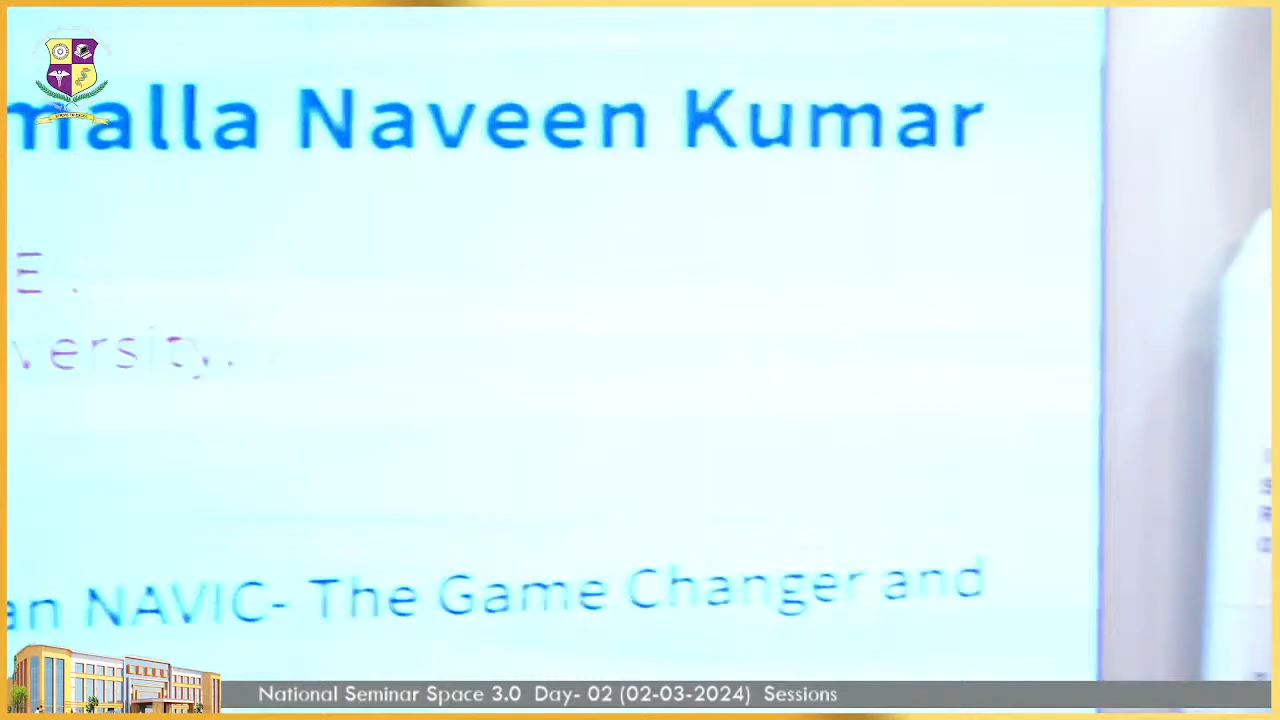 malla Naveen Kumar
E .
versity.
an NAVIC- The Game Changer and
National Seminar Space 3.0 Day- 02 (02-03-2024) Sessions